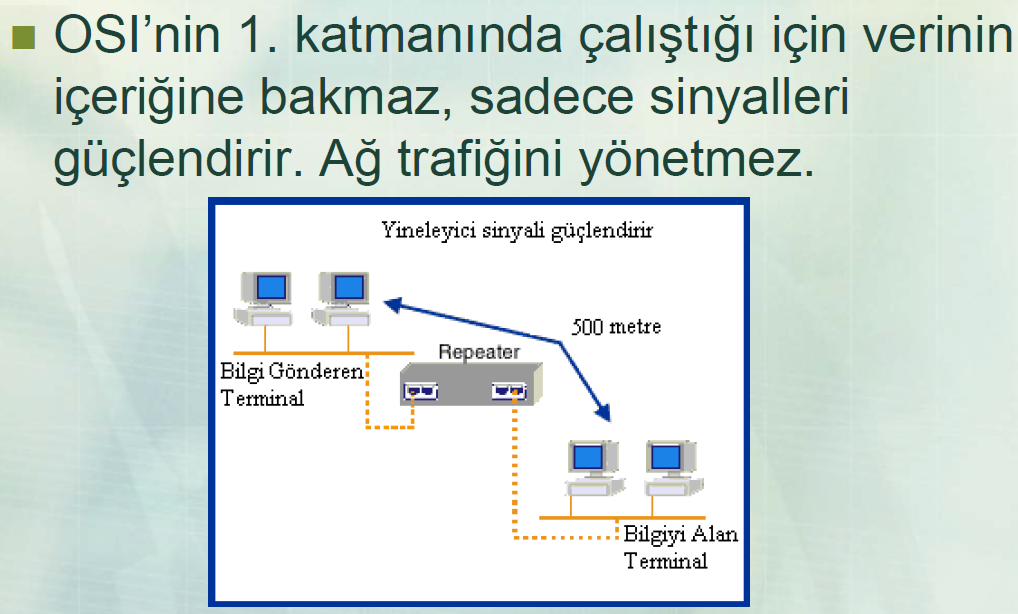 OSI’nin 1. katmanında çalıştığı için verinin
içeriğine bakmaz, sadece sinyalleri
güçlendirir. Ağ trafiğini yönetmez.
Yineleyici sinyali güçlendirir
500 metre
Repeater
Bilgi Gönderen
Terminal
Bilgiyi Alan
Terminal